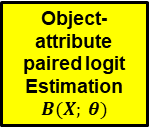 Object-
attribute
paired logit
Estimation
B(X; θ)